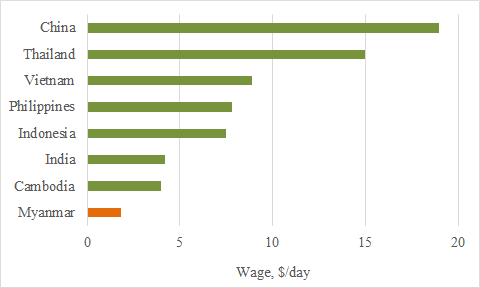 China
Thailand
Vietnam
Philippines
Indonesia
India
Cambodia
Myanmar
0 5 10 15 20
Wage, $/day